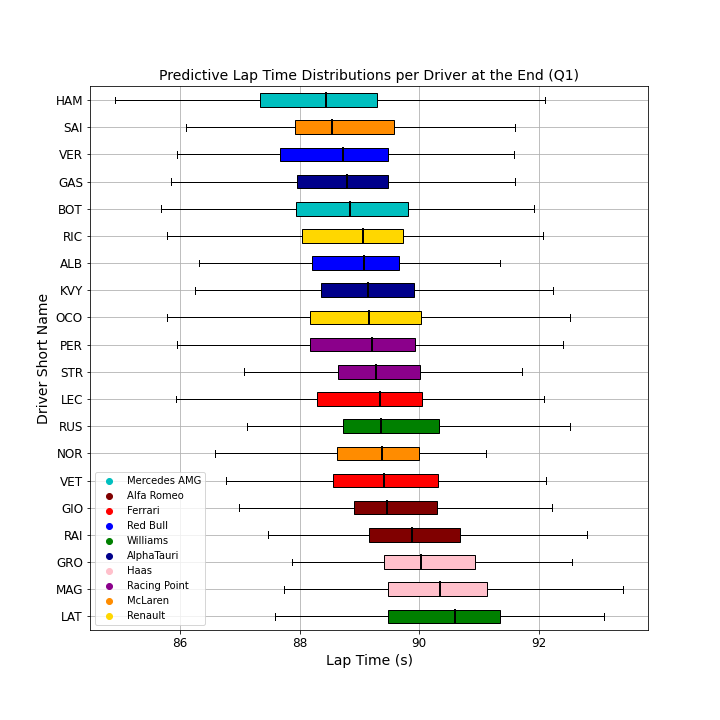 Predictive Lap Time Distributions per Driver at the End (Q1)
Driver Short Name
HAM
SAI
VER
GAS
BOT
RIC
ALB
KVY
OCO
PER
STR
LEC
RUS
NOR
VET
GIO
RAI
GRO
MAG
LAT
Mercedes AMG
Alfa Romeo
Ferrari
Red Bull
Williams
AlphaTauri
Haas
Racing Point
McLaren
Renault
86 88 90 92
Lap Time (s)